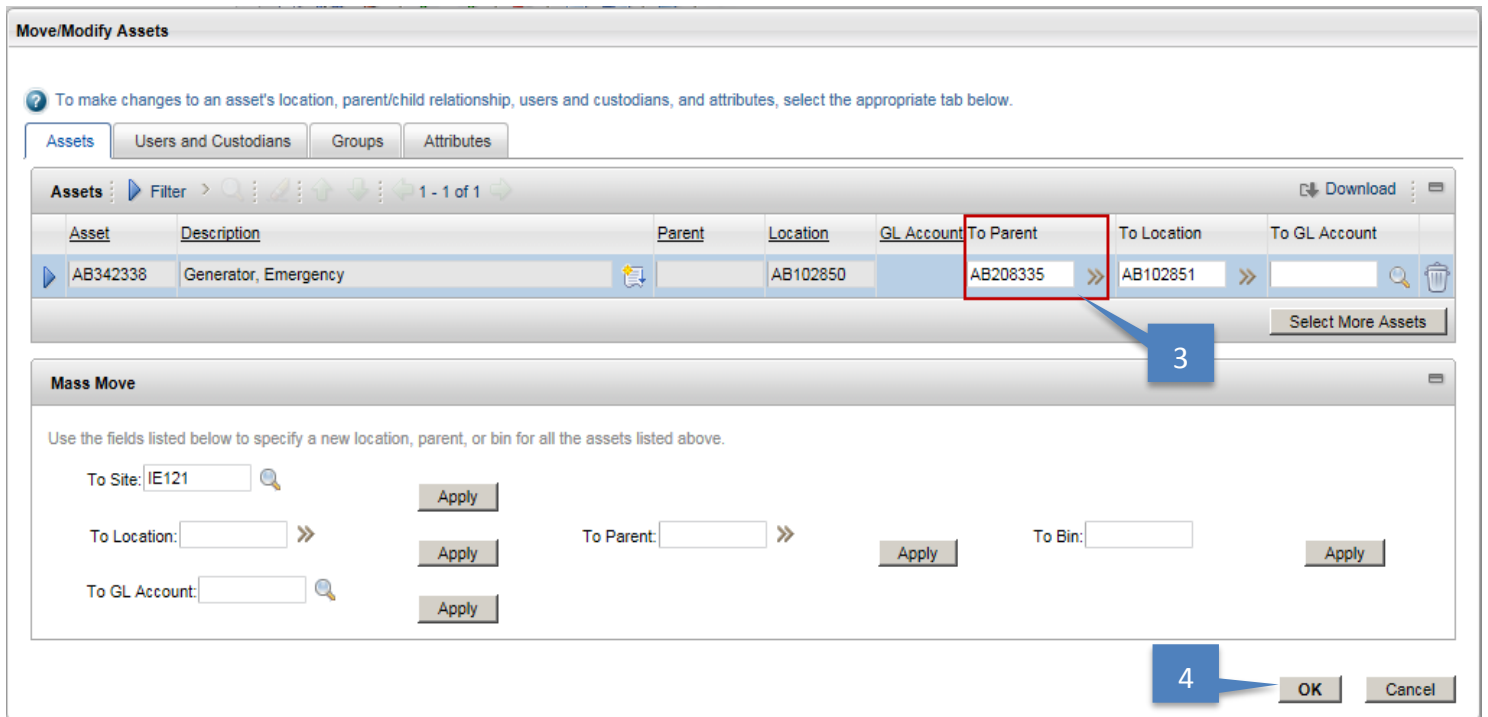 Move/Modify Assets
To make changes to an asset's location, parent/child relationship, users and custodians, and attributes, select the appropriate tab below.
Assets Users and Custodians Groups Attributes
Assets Filter 1 - 1 of 1 Download
Asset Description Parent Location GL Account To Parent To Location To GL Account
AB342338 Generator, Emergency AB102850 AB208335 AB102851
Select More Assets
3
Mass Move
Use the fields listed below to specify a new location, parent, or bin for all the assets listed above.
To Site: IE121
Apply
To Location: To Parent: To Bin:
Apply Apply Apply
To GL Account:
Apply
4
OK Cancel